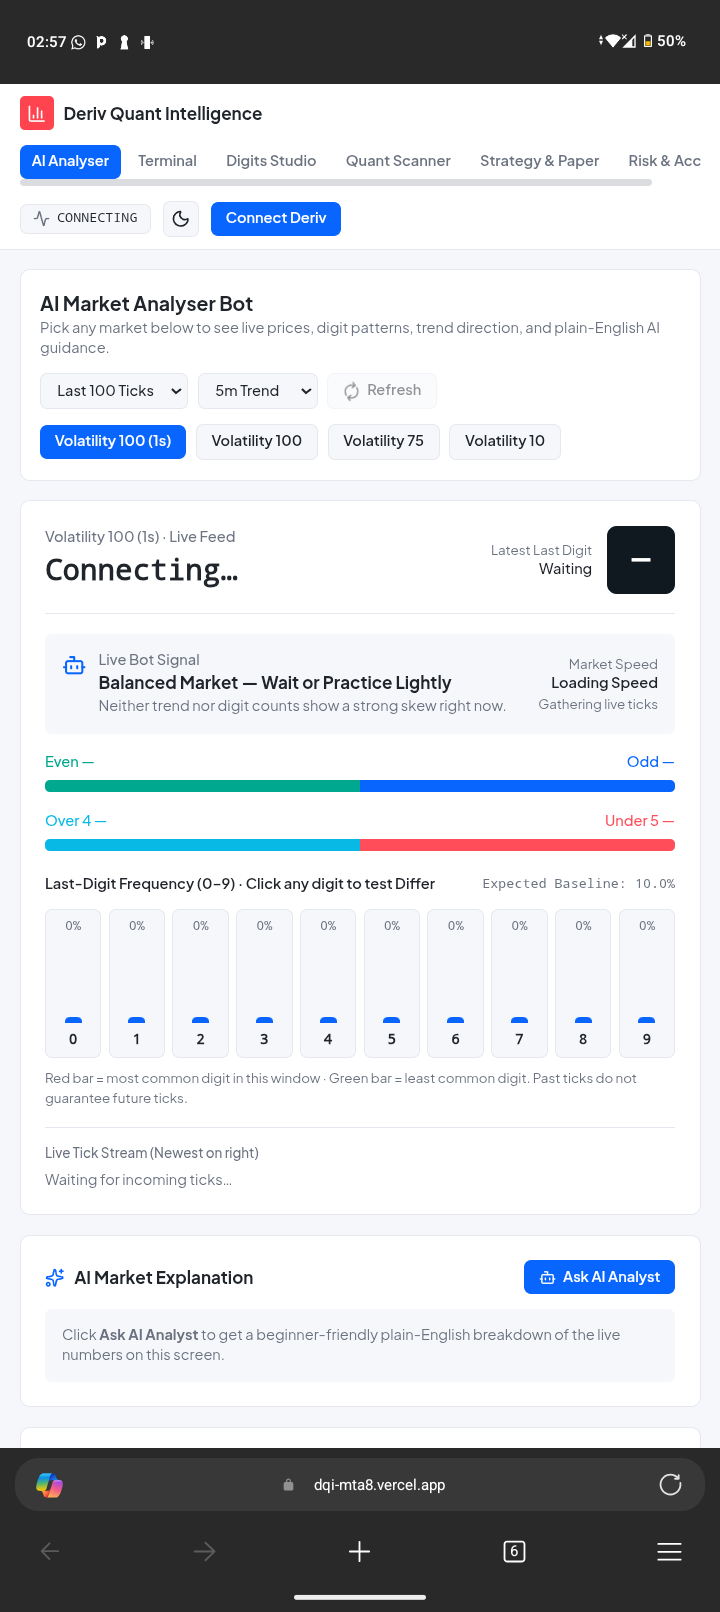 02:57
50%
Deriv Quant Intelligence
AI Analyser
Terminal
Digits Studio
Quant Scanner
Strategy & Paper
Risk & Acc
CONNECTING
Connect Deriv
AI Market Analyser Bot
Pick any market below to see live prices, digit patterns, trend direction, and plain-English AI
guidance.
Last 100 Ticks
5m Trend
Refresh
Volatility 100 (1s)
Volatility 100
Volatility 75
Volatility 10
Volatility 100 (1s) · Live Feed
Connecting…
Latest Last Digit
Waiting
—
Live Bot Signal
Balanced Market — Wait or Practice Lightly
Neither trend nor digit counts show a strong skew right now.
Market Speed
Loading Speed
Gathering live ticks
Even —
Odd —
Over 4 —
Under 5 —
Last-Digit Frequency (0–9) · Click any digit to test Differ
Expected Baseline: 10.0%
0% 0% 0% 0% 0% 0% 0% 0% 0% 0%
0 1 2 3 4 5 6 7 8 9
Red bar = most common digit in this window · Green bar = least common digit. Past ticks do not
guarantee future ticks.
Live Tick Stream (Newest on right)
Waiting for incoming ticks…
AI Market Explanation
Ask AI Analyst
Click Ask AI Analyst to get a beginner-friendly plain-English breakdown of the live
numbers on this screen.
dqi-mta8.vercel.app
6